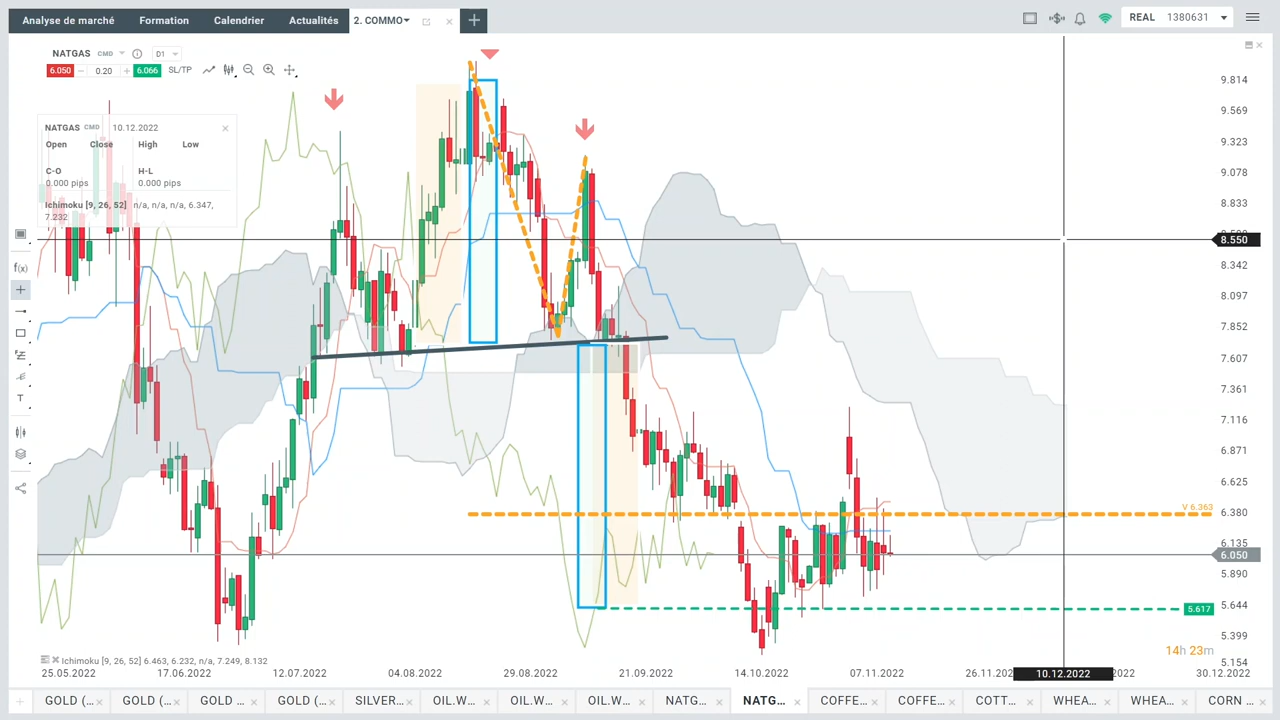 Analyse de marché Formation Calendrier Actualités 2. COMMO REAL 1380631
NATGAS CMD D1
6.050 0.20 6.066 SL/TP
NATGAS CMD 10.12.2022
Open Close High Low
C-O H-L
0.000 pips 0.000 pips
Ichimoku [9, 26, 52] n/a, n/a, n/a, 6.347,
7.232
f(x)
T
9.814
9.569
9.323
9.078
8.833
8.550
8.342
8.097
7.852
7.607
7.361
7.116
6.871
6.625
V 6.363
6.380
6.135
6.050
5.890
5.644
5.617
5.399
14h 23m
5.154
Ichimoku [9, 26, 52] 6.463, 6.232, n/a, 7.249, 8.132
25.05.2022 17.06.2022 12.07.2022 04.08.2022 29.08.2022 21.09.2022 14.10.2022 07.11.2022 10.12.2022 30.12.2022
GOLD (... GOLD (... GOLD ... GOLD (... SILVER... OIL.W... OIL.W... OIL.W... NATG... NATG... COFFE... COFFE... COTT... WHEA... WHEA... CORN ...